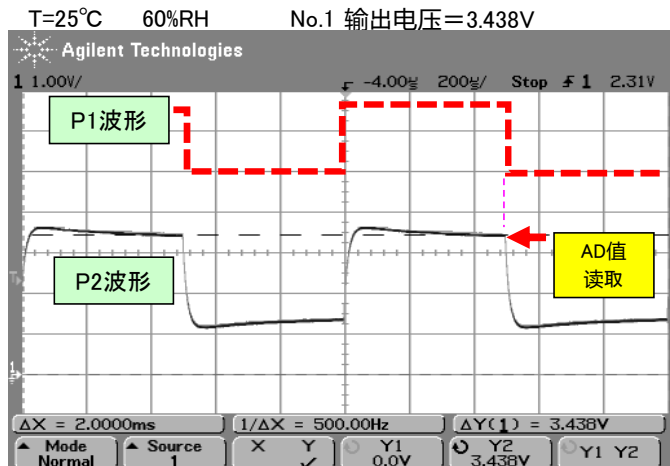 T=25℃ 60%RH No.1 输出电压＝3.438V
Agilent Technologies
1 1.00V/ -4.00 200 / Stop 1 2.31V
P1波形
P2波形
AD值
读取
T
1
ΔX = 2.0000ms 1/ΔX = 500.00Hz ΔY(1) = 3.438V
Mode Source X Y Y1 Y2 Y1 Y2
Normal 1 ✓ 0.0V 3.438V